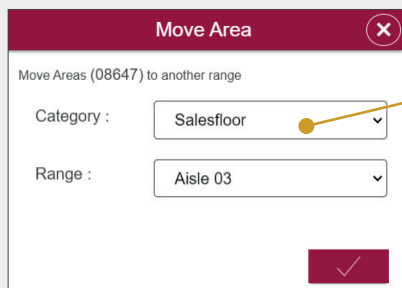 Move Area
Move Areas (08647) to another range
Category : Salesfloor
Range : Aisle 03